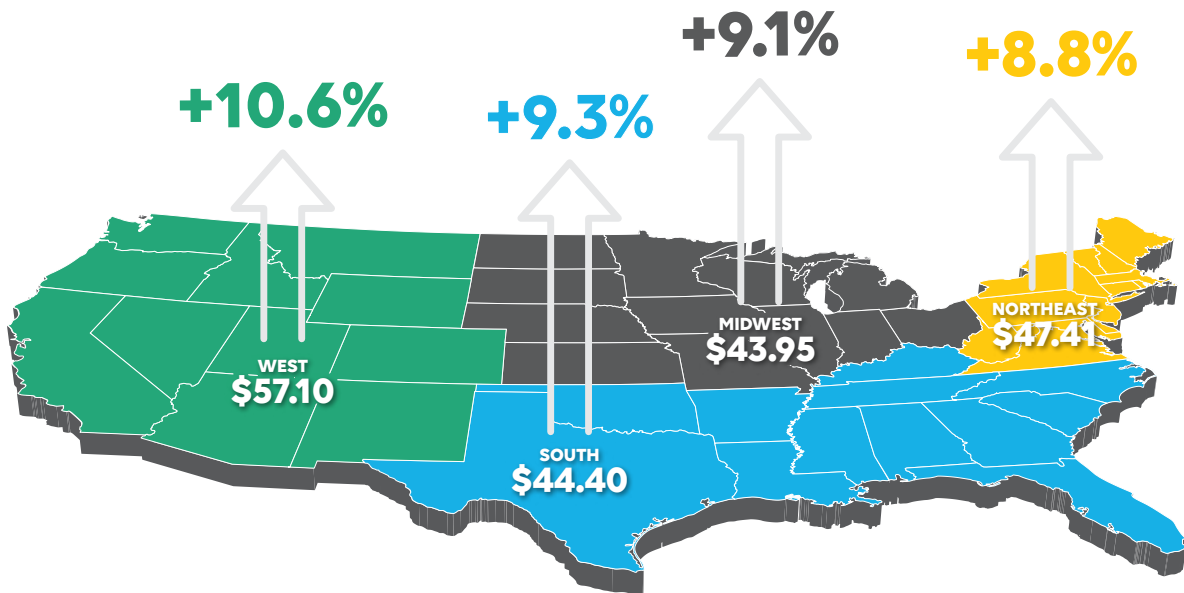 +10.6%
+9.3%
+9.1%
+8.8%
WEST
$57.10
SOUTH
$44.40
MIDWEST
$43.95
NORTHEAST
$47.41